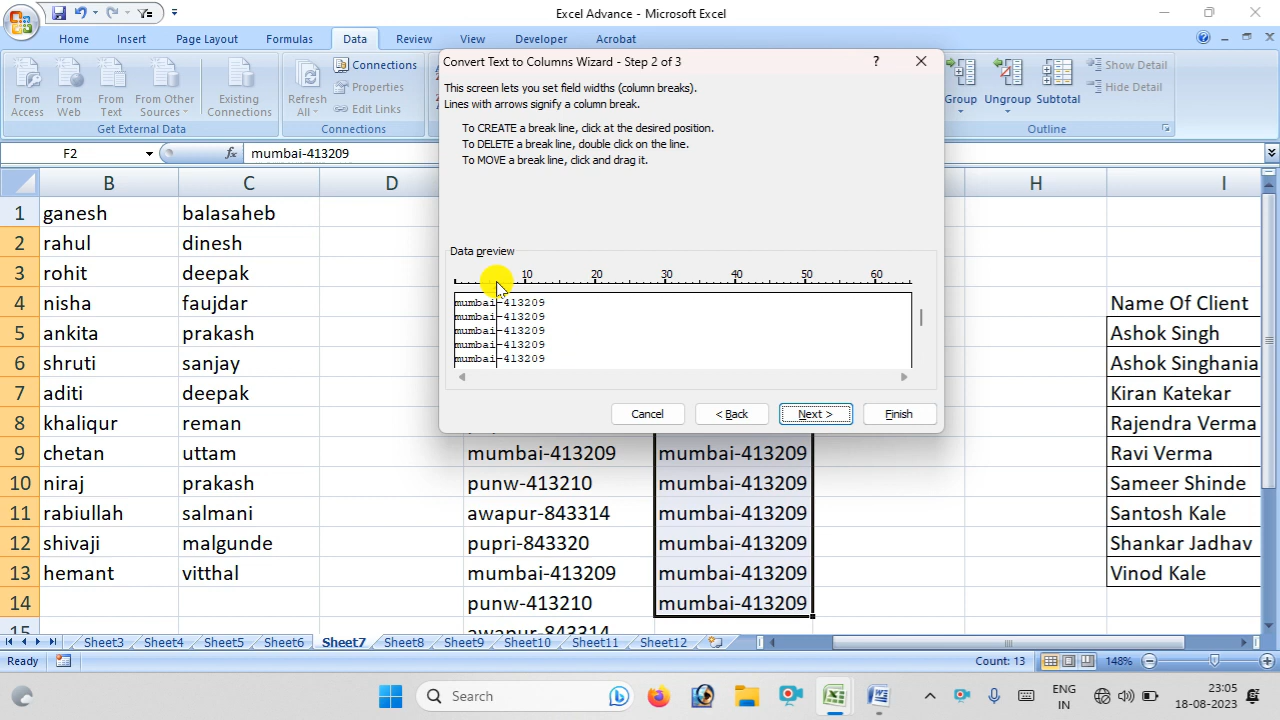 Excel Advance - Microsoft Excel
Home Insert Page Layout Formulas Data Review View Developer Acrobat
From Access
From Web
From Text
From Other Sources
Existing Connections
Get External Data
Refresh All
Connections
Properties
Edit Links
Connections
Group
Ungroup
Subtotal
Show Detail
Hide Detail
Outline
Convert Text to Columns Wizard - Step 2 of 3
?
This screen lets you set field widths (column breaks).
Lines with arrows signify a column break.
To CREATE a break line, click at the desired position.
To DELETE a break line, double click on the line.
To MOVE a break line, click and drag it.
Data preview
10 20 30 40 50 60
mumbai-413209
mumbai-413209
mumbai-413209
mumbai-413209
mumbai-413209
Cancel < Back Next > Finish
F2 fx mumbai-413209
B C D H I
1 ganesh balasaheb
2 rahul dinesh
3 rohit deepak
4 nisha faujdar Name Of Client
5 ankita prakash Ashok Singh
6 shruti sanjay Ashok Singhania
7 aditi deepak Kiran Katekar
8 khaliqur reman Rajendra Verma
9 chetan uttam mumbai-413209 mumbai-413209 Ravi Verma
10 niraj prakash punw-413210 mumbai-413209 Sameer Shinde
11 rabiullah salmani awapur-843314 mumbai-413209 Santosh Kale
12 shivaji malgunde pupri-843320 mumbai-413209 Shankar Jadhav
13 hemant vitthal mumbai-413209 mumbai-413209 Vinod Kale
14 punw-413210 mumbai-413209
15 awapur-843314
Sheet3 Sheet4 Sheet5 Sheet6 Sheet7 Sheet8 Sheet9 Sheet10 Sheet11 Sheet12
Ready Count: 13 148%
Search
ENG
IN
23:05
18-08-2023